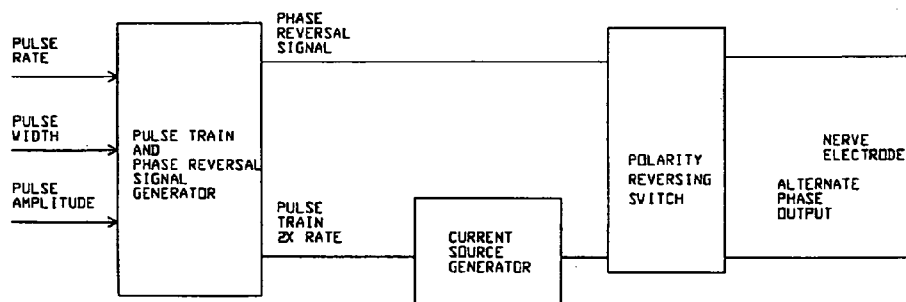 PULSE
RATE
PULSE
WIDTH
PULSE
AMPLITUDE
PULSE TRAIN
AND
PHASE REVERSAL
SIGNAL
GENERATOR
PHASE
REVERSAL
SIGNAL
PULSE
TRAIN
2X RATE
CURRENT
SOURCE
GENERATOR
POLARITY
REVERSING
SWITCH
NERVE
ELECTRODE
ALTERNATE
PHASE
OUTPUT